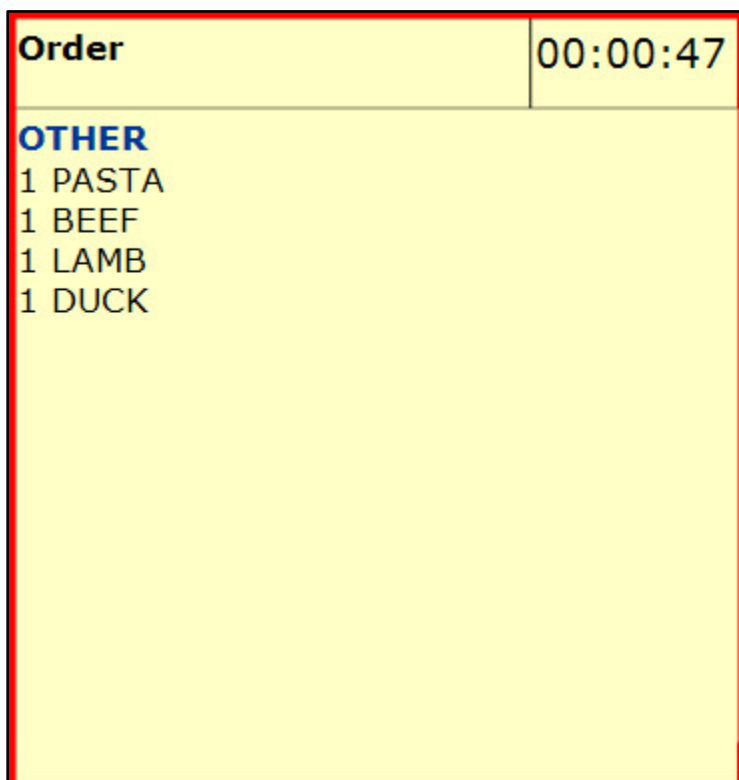 Order 00:00:47
OTHER
1 PASTA
1 BEEF
1 LAMB
1 DUCK